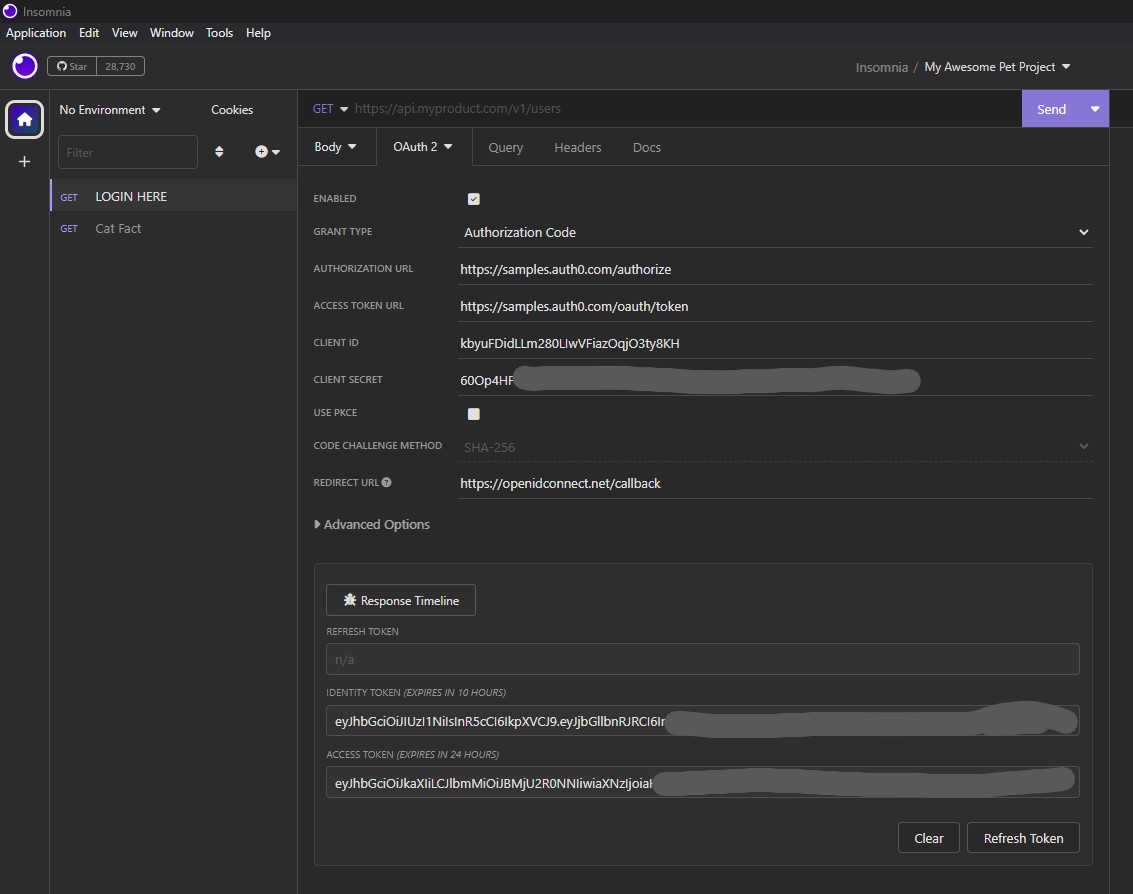 Insomnia
Application Edit View Window Tools Help
Star 28,730
Insomnia / My Awesome Pet Project
No Environment Cookies
GET https://api.myproduct.com/v1/users
Send
Filter
Body OAuth 2 Query Headers Docs
GET LOGIN HERE
GET Cat Fact
ENABLED
GRANT TYPE Authorization Code
AUTHORIZATION URL https://samples.auth0.com/authorize
ACCESS TOKEN URL https://samples.auth0.com/oauth/token
CLIENT ID kbyuFDidLLm280LIwVFiazOqjO3ty8KH
CLIENT SECRET 60Op4HF
USE PKCE
CODE CHALLENGE METHOD SHA-256
REDIRECT URL https://openidconnect.net/callback
Advanced Options
Response Timeline
REFRESH TOKEN
n/a
IDENTITY TOKEN (EXPIRES IN 10 HOURS)
eyJhbGciOiJIUzI1NiIsInR5cCI6IkpXVCJ9.eyJjbGllbnRJRCI6Ir
ACCESS TOKEN (EXPIRES IN 24 HOURS)
eyJhbGciOiJkaXIiLCJlbmMiOiJBMjU2R0NNIiwiaXNzIjoiaH
Clear Refresh Token